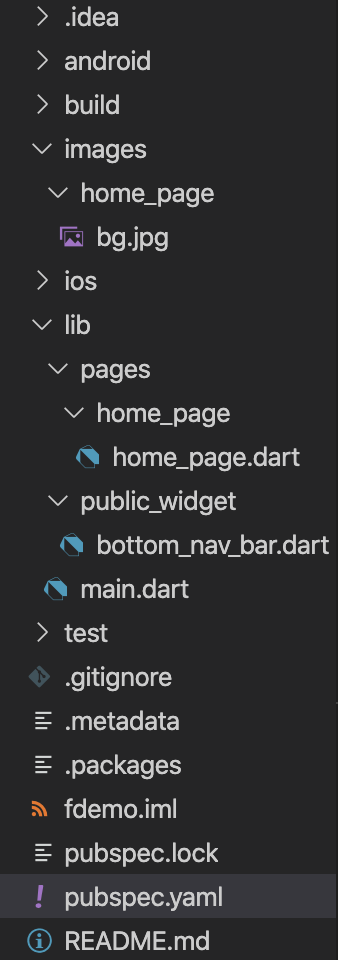 .idea
android
build
images
home_page
bg.jpg
ios
lib
pages
home_page
home_page.dart
public_widget
bottom_nav_bar.dart
main.dart
test
.gitignore
.metadata
.packages
fdemo.iml
pubspec.lock
pubspec.yaml
README.md